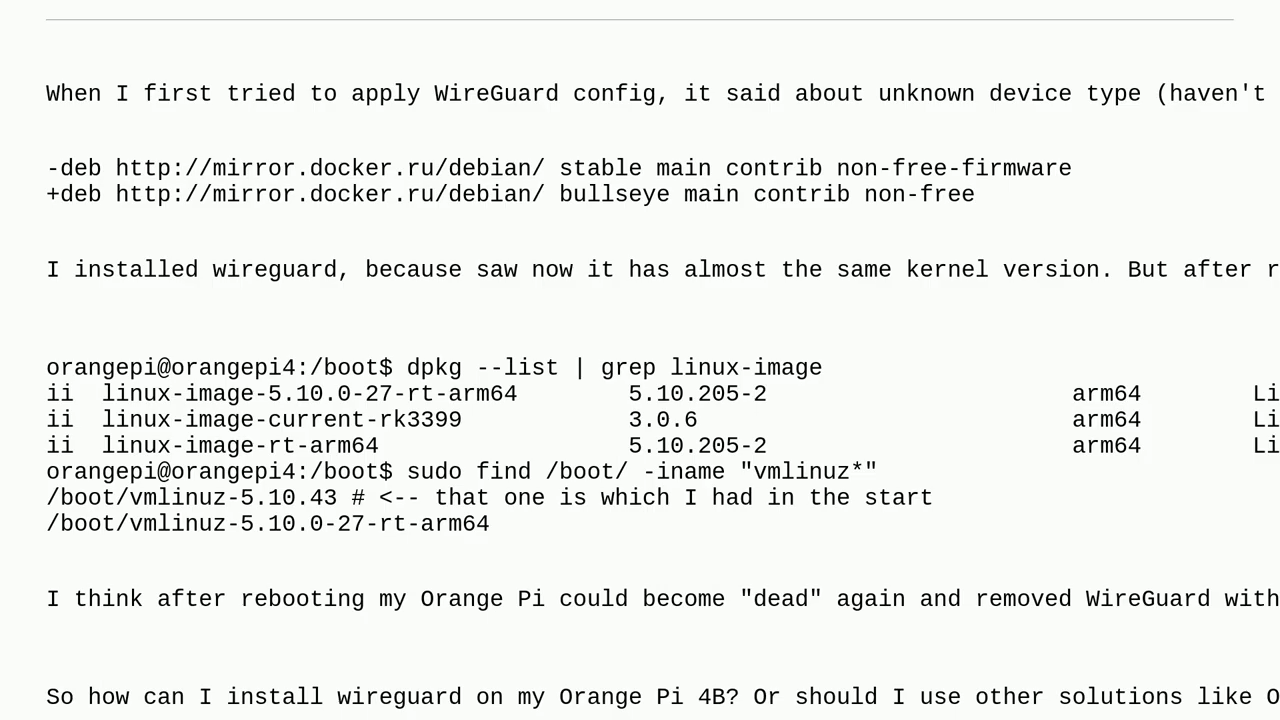 When I first tried to apply WireGuard config, it said about unknown device type (haven't
-deb http://mirror.docker.ru/debian/ stable main contrib non-free-firmware
+deb http://mirror.docker.ru/debian/ bullseye main contrib non-free
I installed wireguard, because saw now it has almost the same kernel version. But after r
orangepi@orangepi4:/boot$ dpkg --list | grep linux-image
ii  linux-image-5.10.0-27-rt-arm64        5.10.205-2                      arm64        Li
ii  linux-image-current-rk3399            3.0.6                           arm64        Li
ii  linux-image-rt-arm64                  5.10.205-2                      arm64        Li
orangepi@orangepi4:/boot$ sudo find /boot/ -iname "vmlinuz*"
/boot/vmlinuz-5.10.43 # <-- that one is which I had in the start
/boot/vmlinuz-5.10.0-27-rt-arm64
I think after rebooting my Orange Pi could become "dead" again and removed WireGuard with
So how can I install wireguard on my Orange Pi 4B? Or should I use other solutions like O